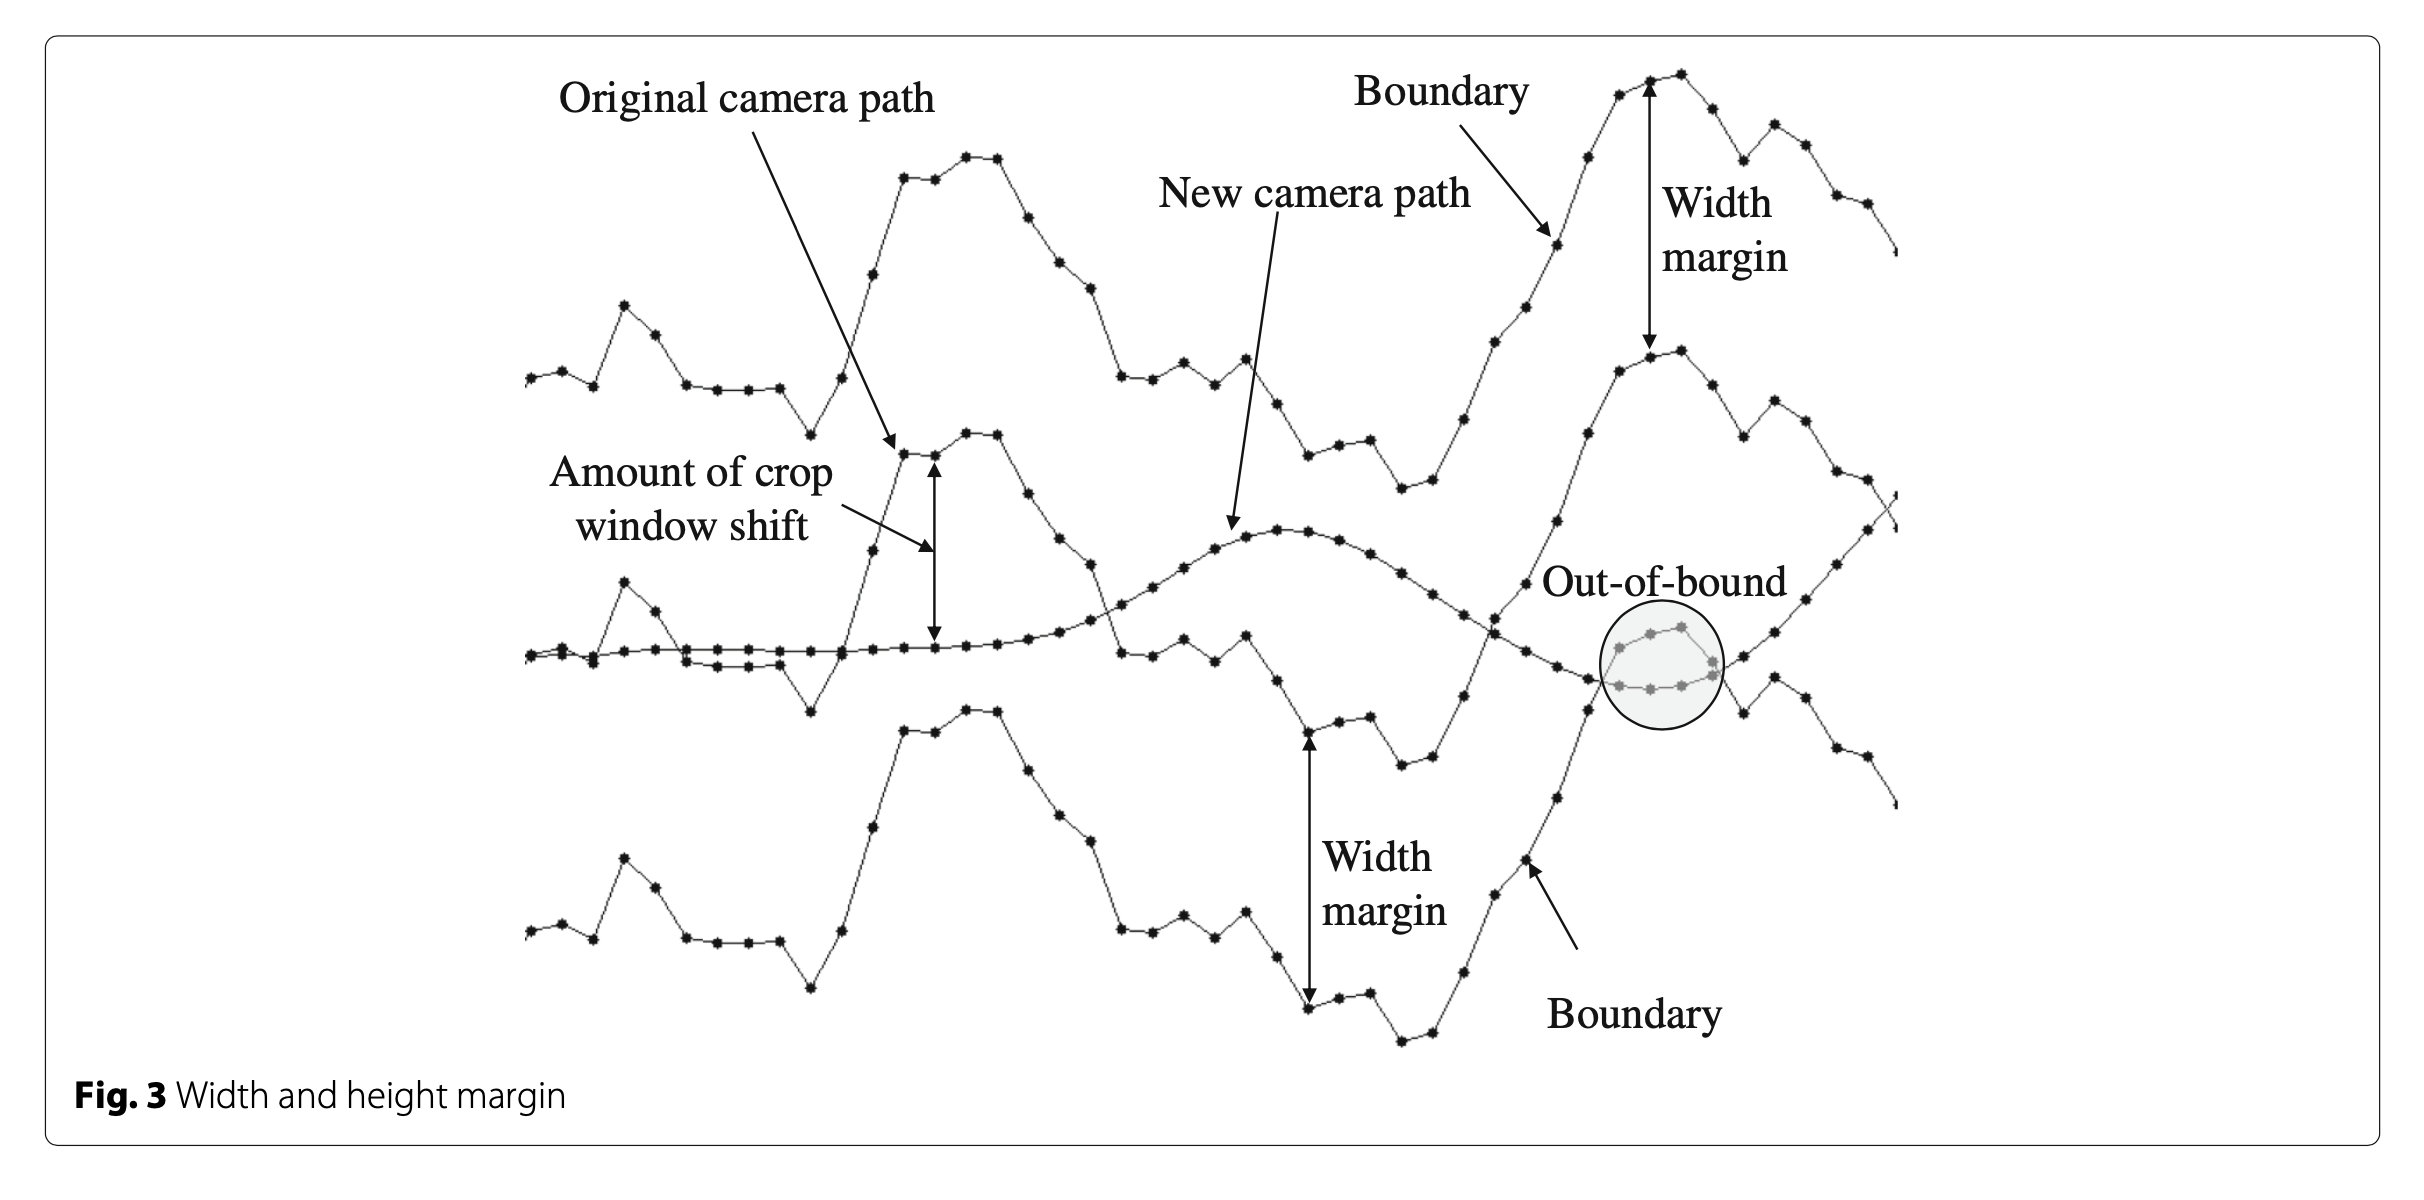 Original camera path
Boundary
New camera path
Width
margin
Amount of crop
window shift
Out-of-bound
Width
margin
Boundary
Fig. 3 Width and height margin